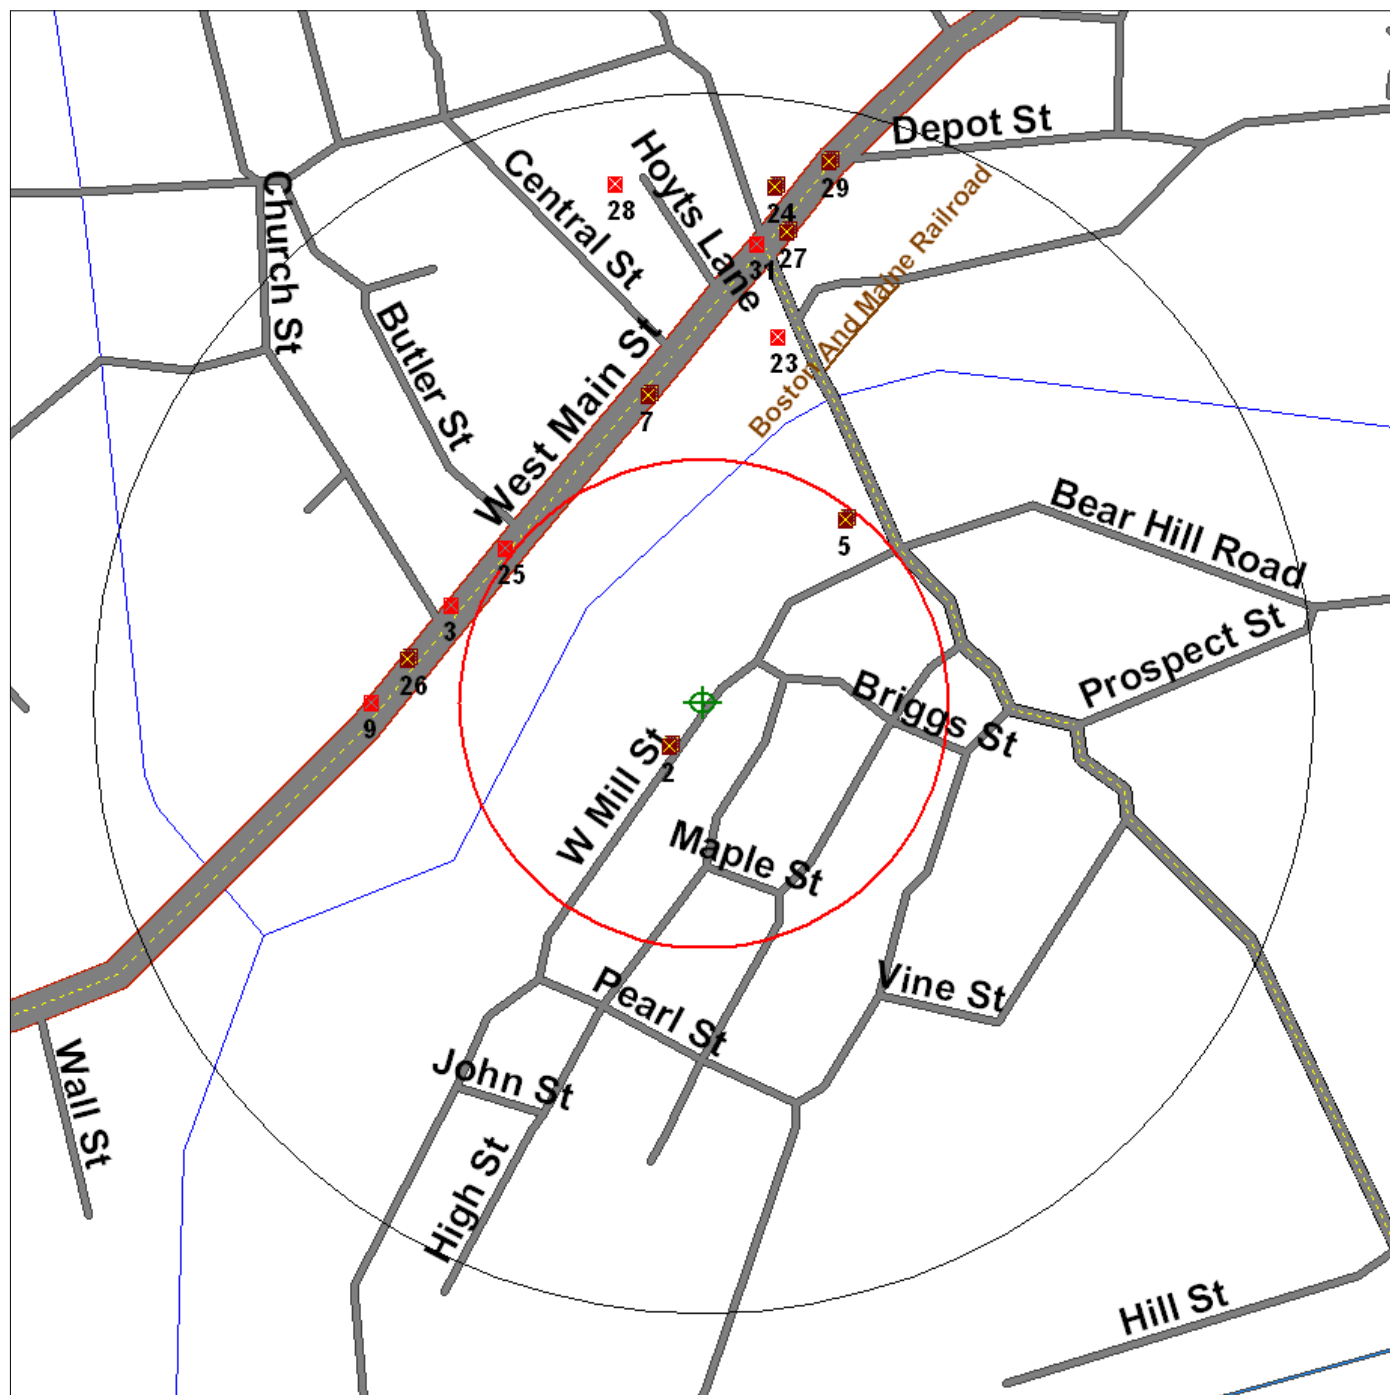 Depot St
Hoyts Lane
Central St
Church St
28
24
29
27
31
Boston And Maine Railroad
Butler St
West Main St
23
7
Bear Hill Road
5
25
3
Prospect St
26
9
Briggs St
W Mill St
2
Maple St
Pearl St
Vine St
John St
Wall St
High St
Hill St